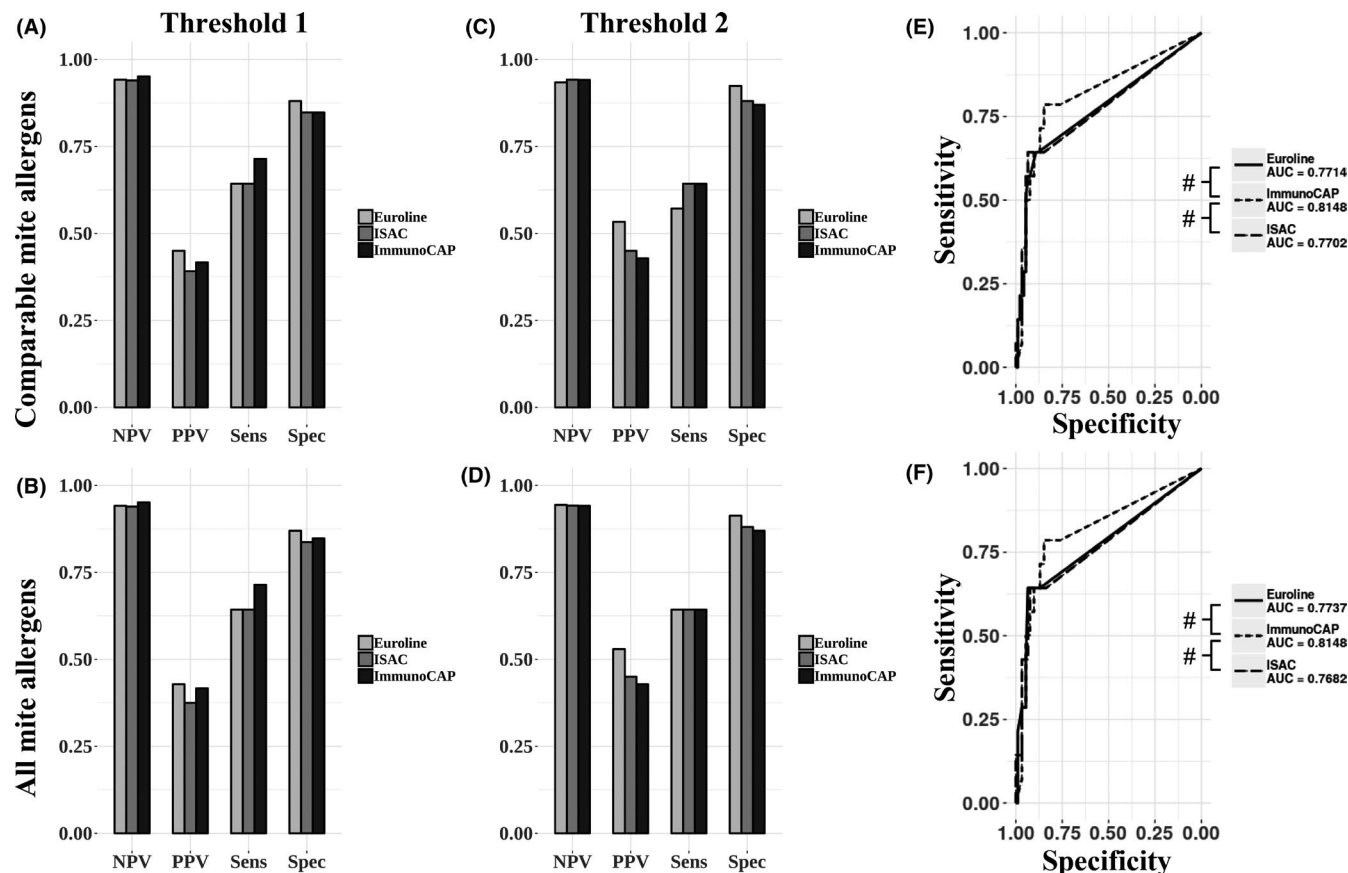 (A)
Threshold 1
Comparable mite allergens
1.00
0.75
0.50
0.25
0.00
NPV PPV Sens Spec
Euroline
ISAC
ImmunoCAP
(C)
Threshold 2
1.00
0.75
0.50
0.25
0.00
NPV PPV Sens Spec
Euroline
ISAC
ImmunoCAP
(E)
Sensitivity
1.00
0.75
0.50
0.25
0.00
1.00 0.75 0.50 0.25 0.00
Specificity
#
#
Euroline
AUC = 0.7714
ImmunoCAP
AUC = 0.8148
ISAC
AUC = 0.7702
(B)
All mite allergens
1.00
0.75
0.50
0.25
0.00
NPV PPV Sens Spec
Euroline
ISAC
ImmunoCAP
(D)
1.00
0.75
0.50
0.25
0.00
NPV PPV Sens Spec
Euroline
ISAC
ImmunoCAP
(F)
Sensitivity
1.00
0.75
0.50
0.25
0.00
1.00 0.75 0.50 0.25 0.00
Specificity
#
#
Euroline
AUC = 0.7737
ImmunoCAP
AUC = 0.8148
ISAC
AUC = 0.7682